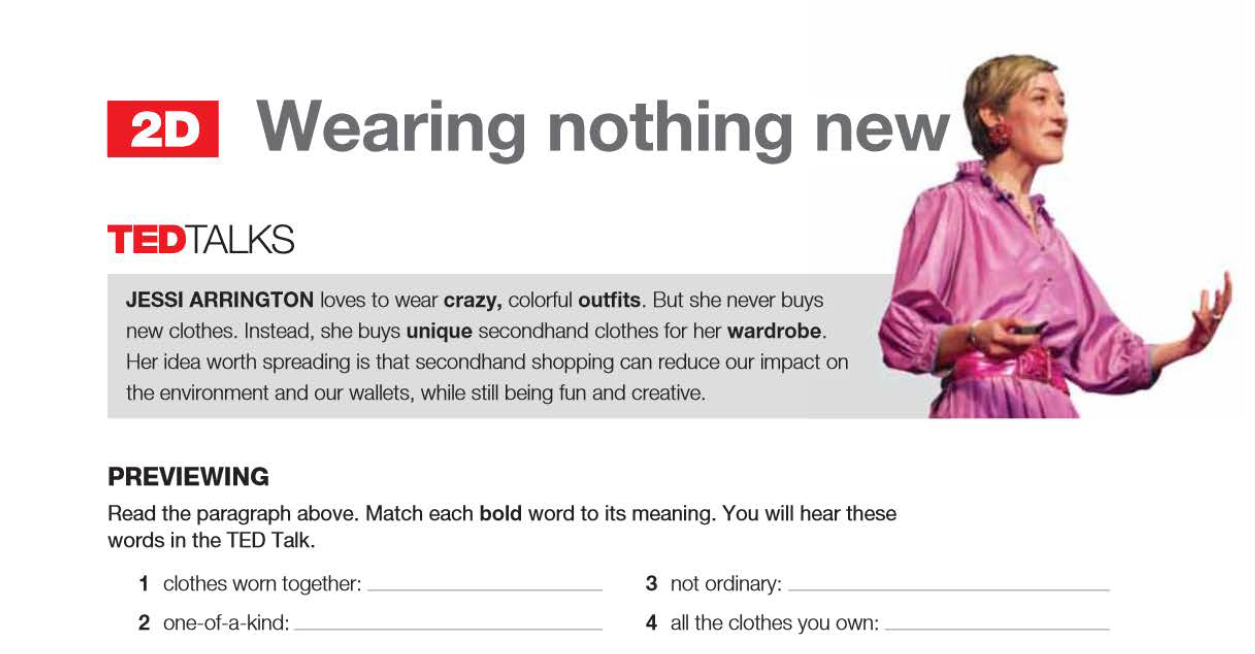 2D Wearing nothing new
TEDTALKS
JESSI ARRINGTON loves to wear crazy, colorful outfits. But she never buys
new clothes. Instead, she buys unique secondhand clothes for her wardrobe.
Her idea worth spreading is that secondhand shopping can reduce our impact on
the environment and our wallets, while still being fun and creative.
PREVIEWING
Read the paragraph above. Match each bold word to its meaning. You will hear these
words in the TED Talk.
1 clothes worn together:
2 one-of-a-kind:
3 not ordinary:
4 all the clothes you own: